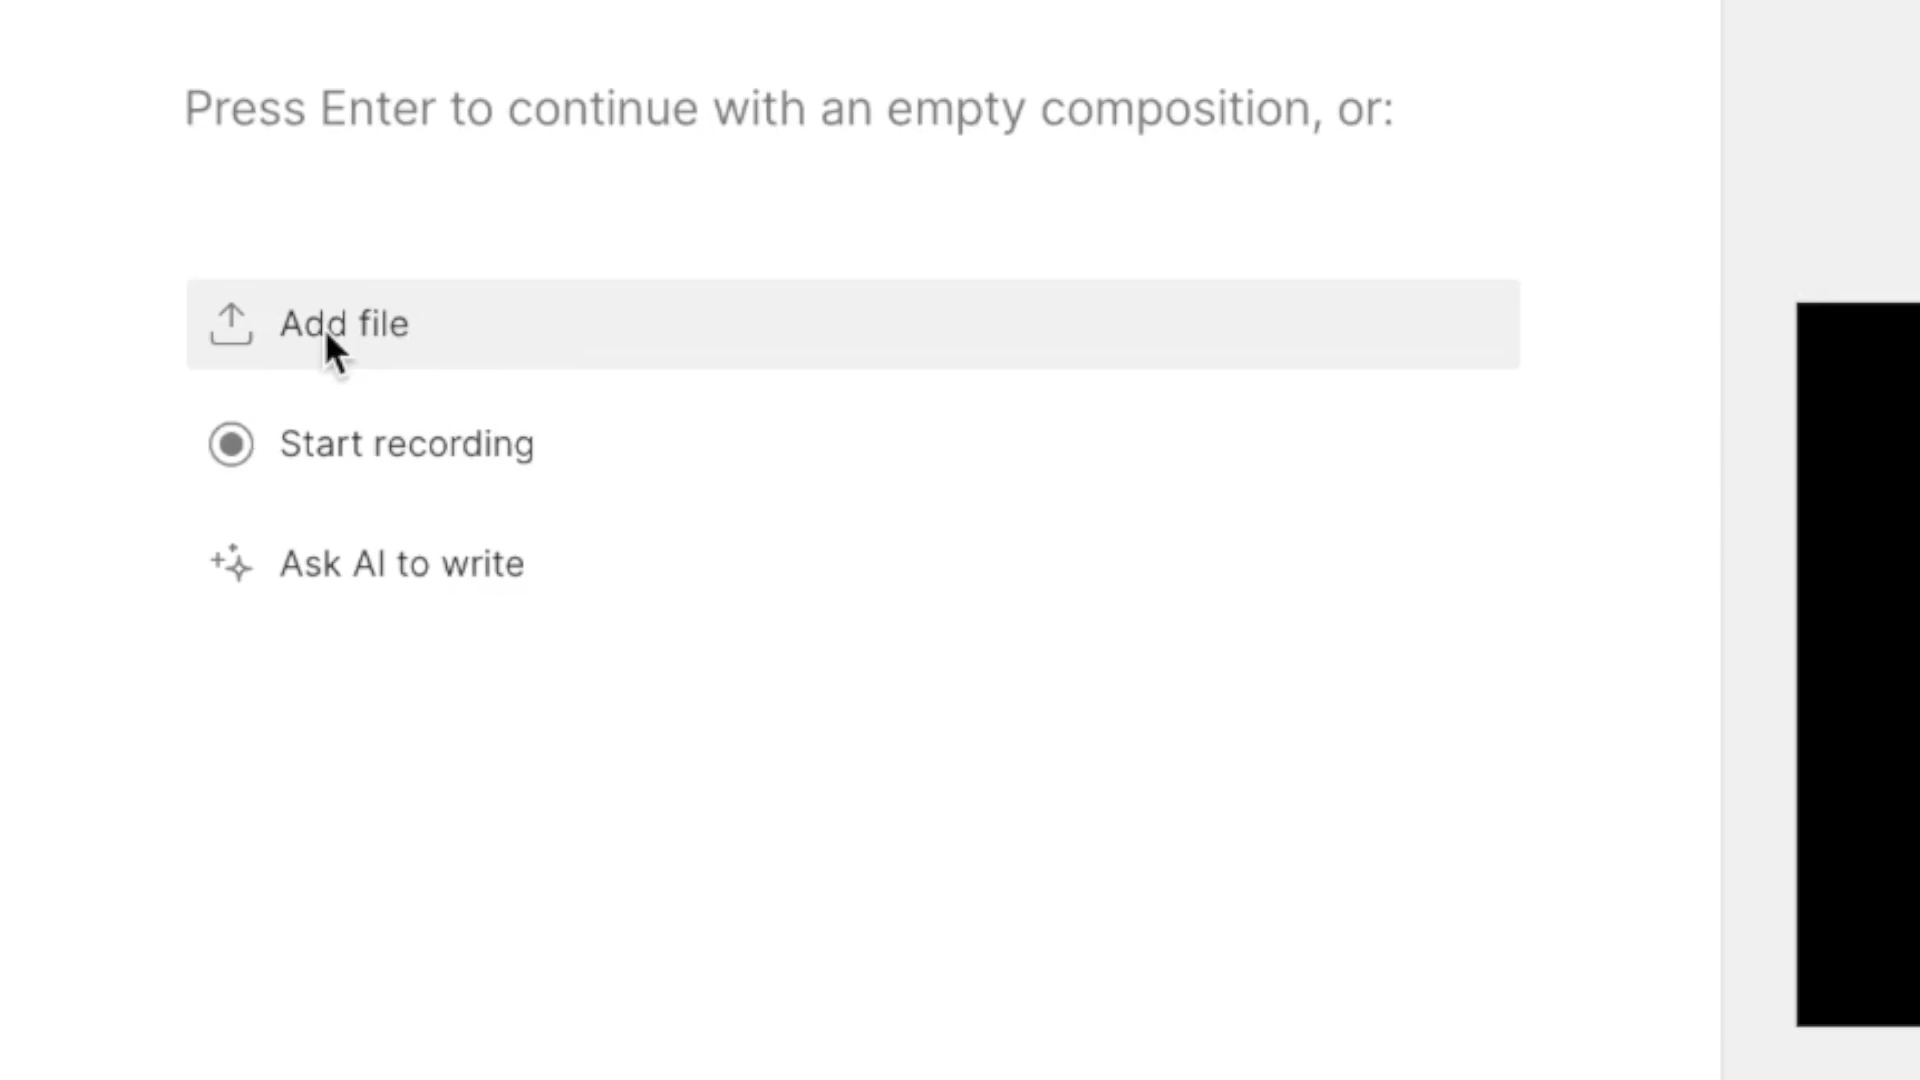 Press Enter to continue with an empty composition, or:
Add file
Start recording
Ask AI to write